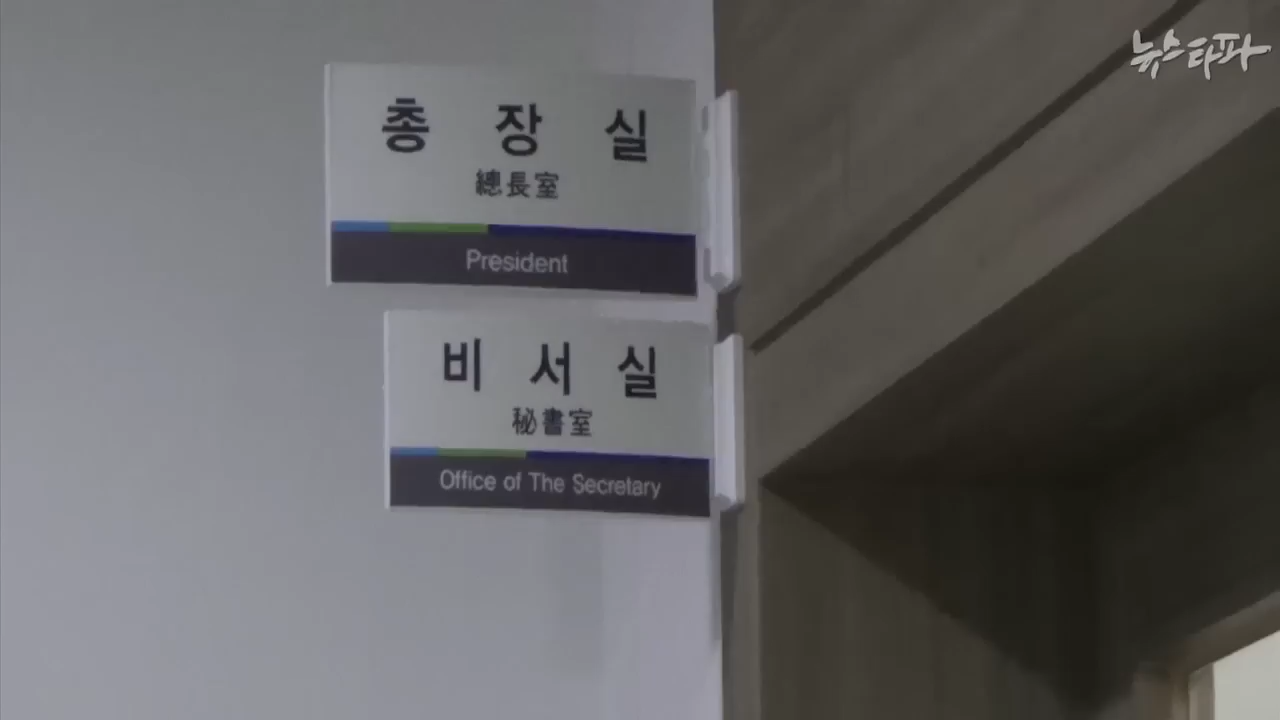 뉴스타파
총장실
總長室
President
비서실
秘書室
Office of The Secretary